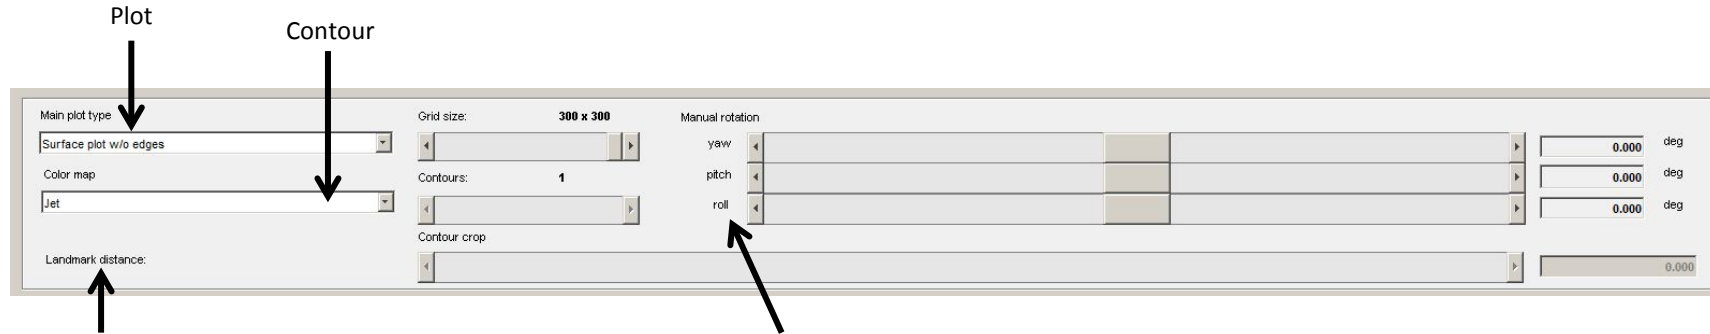 Plot
Contour
Main plot type
Surface plot w/o edges
Color map
Jet
Landmark distance:
Grid size: 300 x 300
Contours: 1
Contour crop
0.000
Manual rotation
yaw 0.000 deg
pitch 0.000 deg
roll 0.000 deg